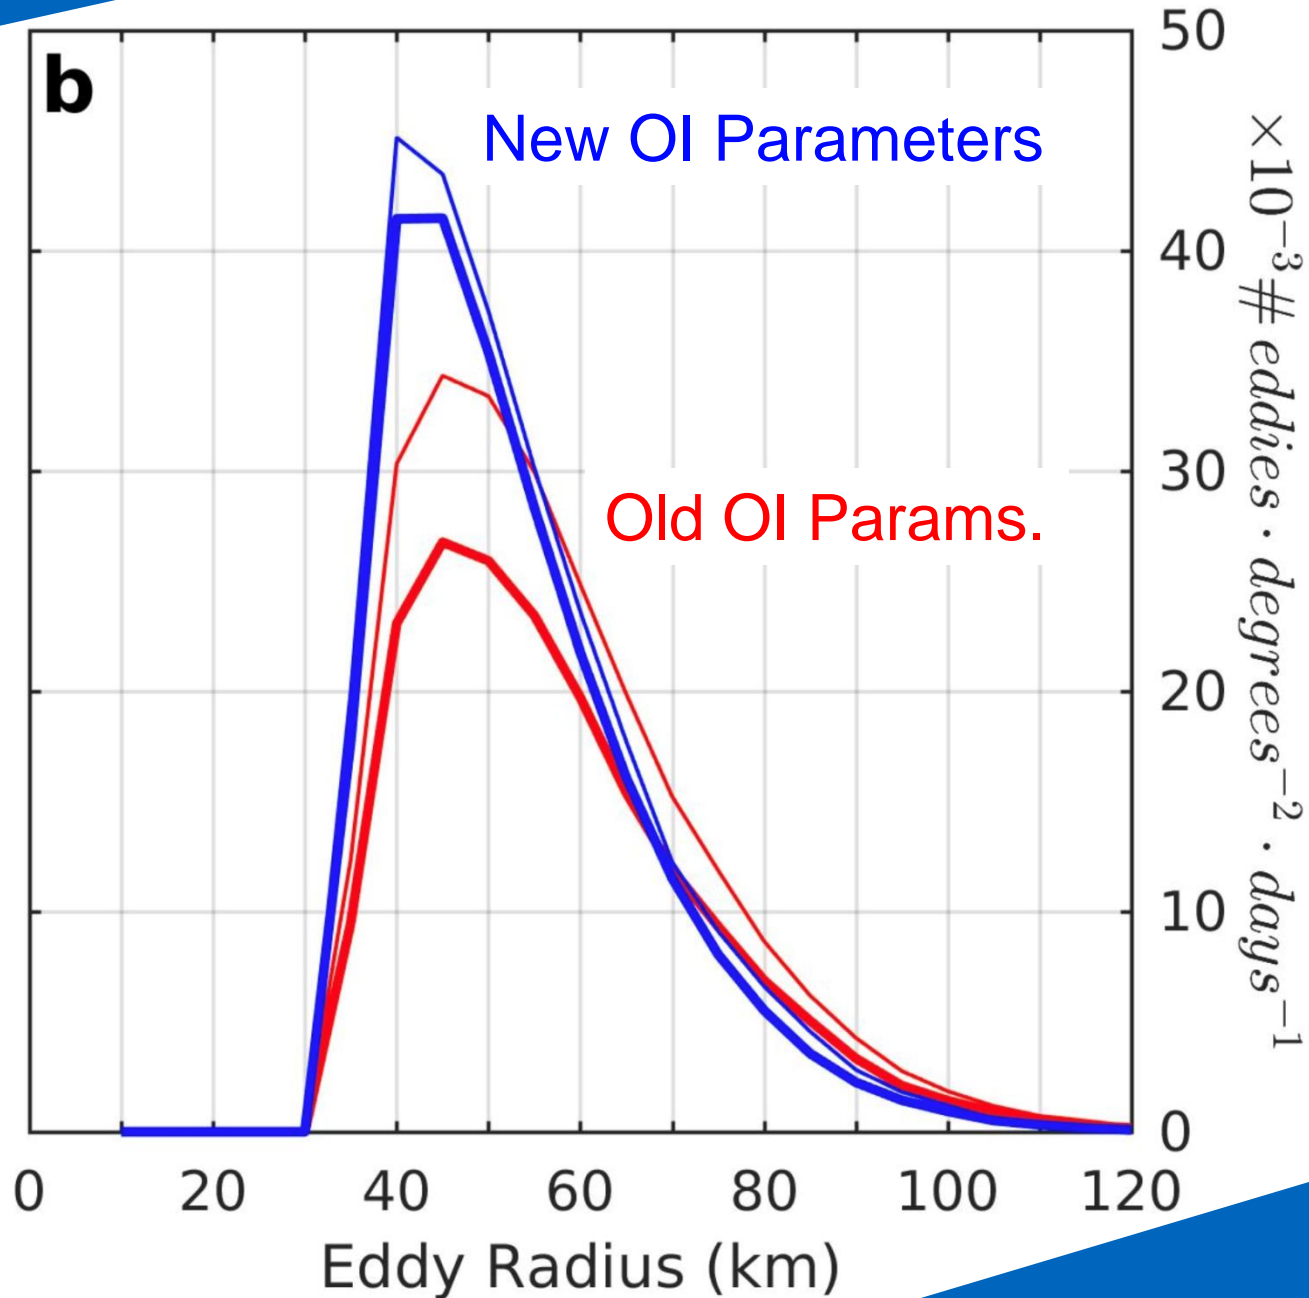 b
New OI Parameters
Old OI Params.
50
40
30
20
10
0
×10⁻³# eddies · degrees⁻² · days⁻¹
0 20 40 60 80 100 120
Eddy Radius (km)